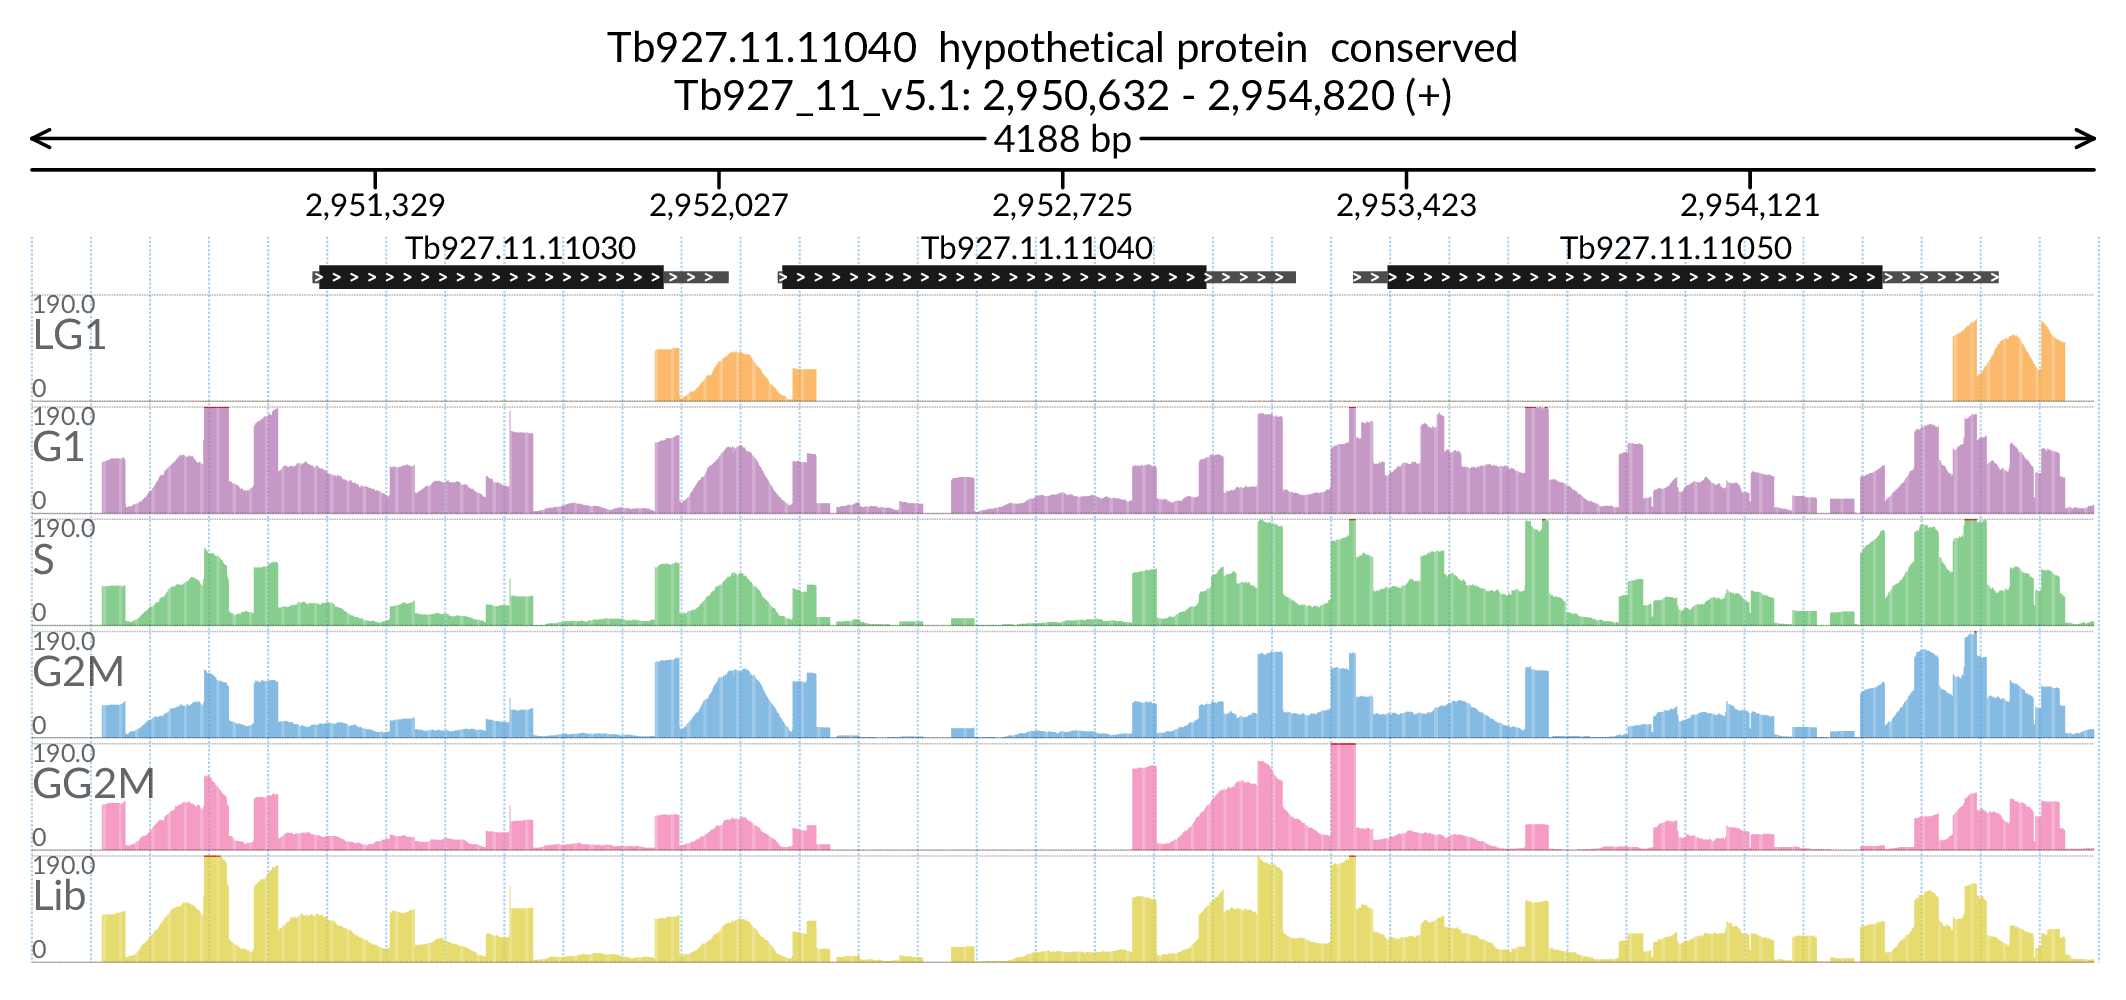 Tb927.11.11040 hypothetical protein conserved
Tb927_11_v5.1: 2,950,632 - 2,954,820 (+)
4188 bp
2,951,329 2,952,027 2,952,725 2,953,423 2,954,121
Tb927.11.11030 Tb927.11.11040 Tb927.11.11050
190.0
LG1
0
190.0
G1
0
190.0
S
0
190.0
G2M
0
190.0
GG2M
0
190.0
Lib
0